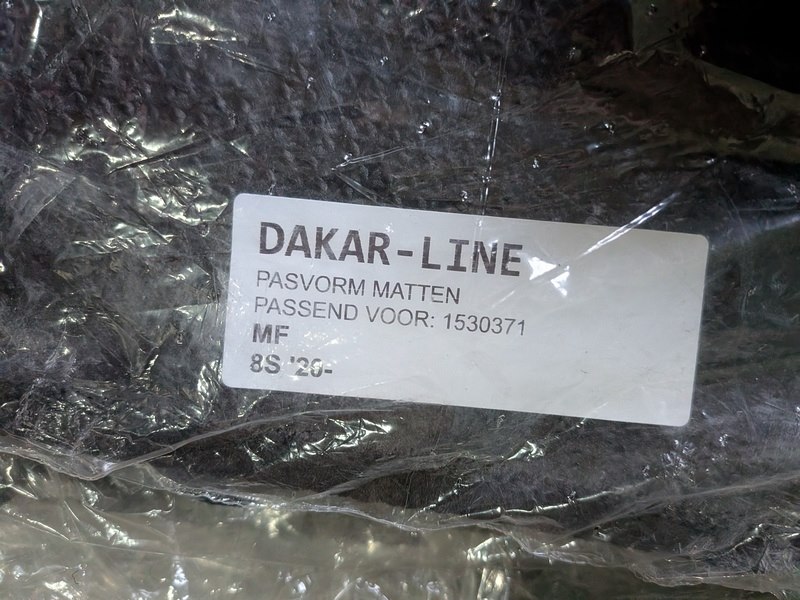 DAKAR-LINE
PASVORM MATTEN
PASSEND VOOR: 1530371
MF
8S '20-